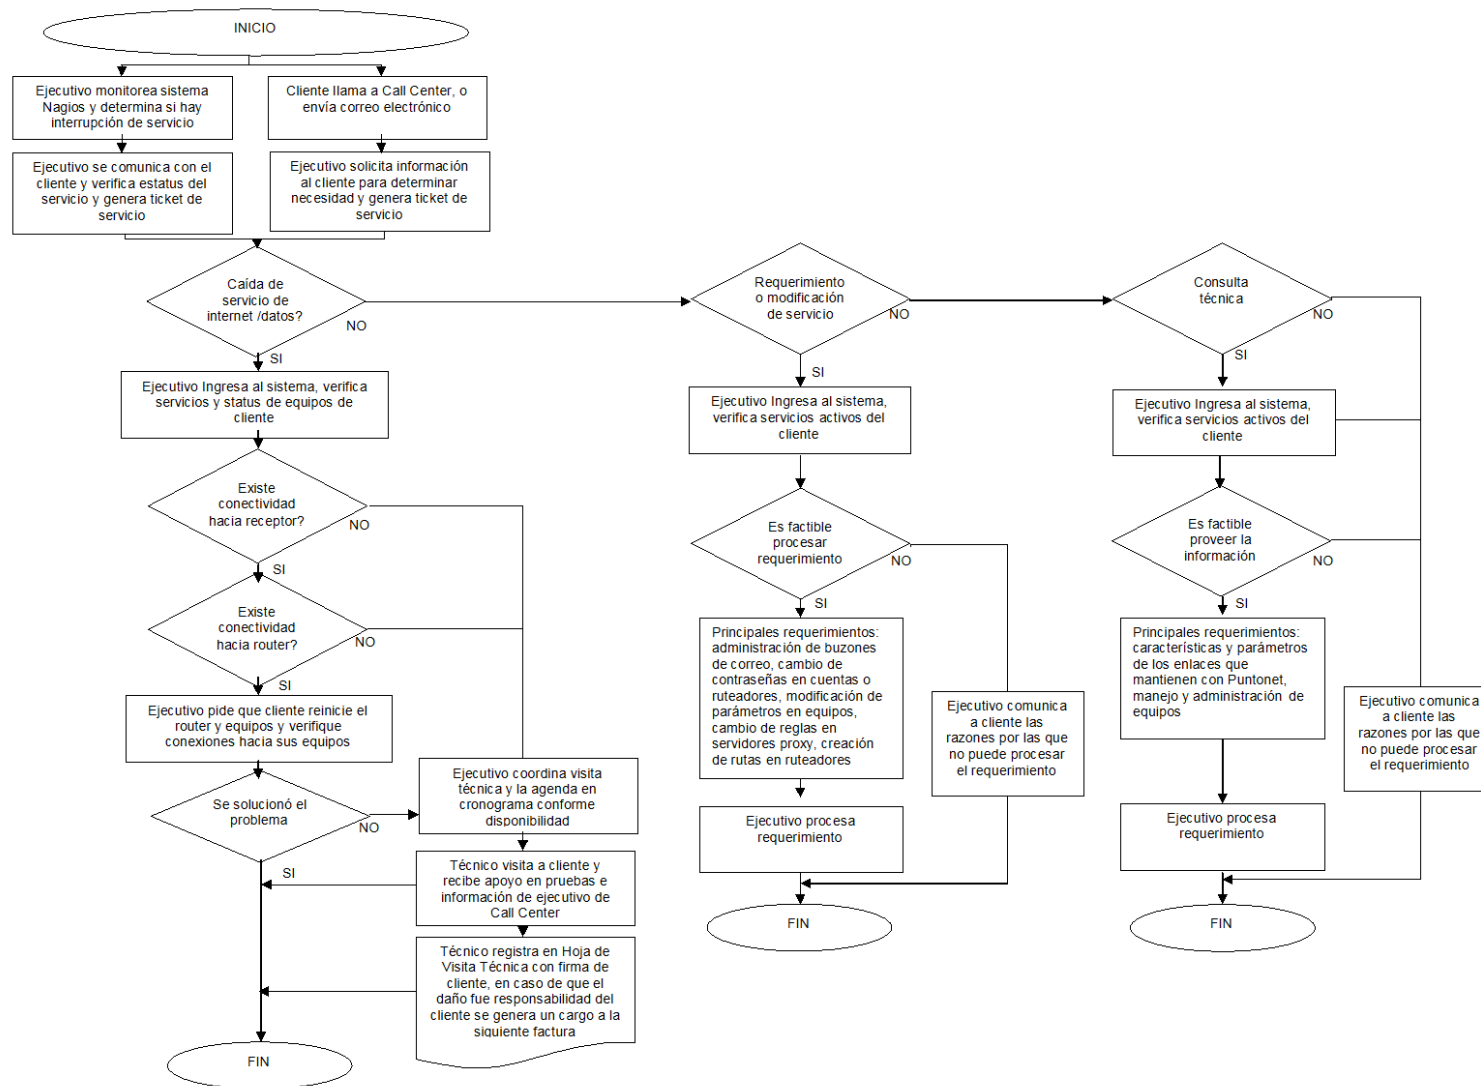 INICIO
Ejecutivo monitorea sistema
Nagios y determina si hay
interrupción de servicio
Cliente llama a Call Center, o
envía correo electrónico
Ejecutivo se comunica con el
cliente y verifica estatus del
servicio y genera ticket de
servicio
Ejecutivo solicita información
al cliente para determinar
necesidad y genera ticket de
servicio
Caída de
servicio de
internet /datos?
NO
SI
Requerimiento
o modificación
de servicio
NO
SI
Consulta
técnica
NO
SI
Ejecutivo Ingresa al sistema, verifica
servicios y status de equipos de
cliente
Ejecutivo Ingresa al sistema,
verifica servicios activos del
cliente
Ejecutivo Ingresa al sistema,
verifica servicios activos del
cliente
Existe
conectividad
hacia receptor?
NO
SI
Es factible
procesar
requerimiento
NO
SI
Es factible
proveer la
información
NO
SI
Existe
conectividad
hacia router?
NO
SI
Principales requerimientos:
administración de buzones
de correo, cambio de
contraseñas en cuentas o
ruteadores, modificación de
parámetros en equipos,
cambio de reglas en
servidores proxy, creación
de rutas en ruteadores
Principales requerimientos:
características y parámetros
de los enlaces que
mantienen con Puntonet,
manejo y administración de
equipos
Ejecutivo pide que cliente reinicie el
router y equipos y verifique
conexiones hacia sus equipos
Ejecutivo comunica
a cliente las
razones por las que
no puede procesar
el requerimiento
Ejecutivo comunica
a cliente las
razones por las que
no puede procesar
el requerimiento
Se solucionó el
problema
NO
SI
Ejecutivo coordina visita
técnica y la agenda en
cronograma conforme
disponibilidad
Ejecutivo procesa
requerimiento
Ejecutivo procesa
requerimiento
Técnico visita a cliente y
recibe apoyo en pruebas e
información de ejecutivo de
Call Center
FIN
FIN
Técnico registra en Hoja de
Visita Técnica con firma de
cliente, en caso de que el
daño fue responsabilidad del
cliente se genera un cargo a la
siguiente factura
FIN